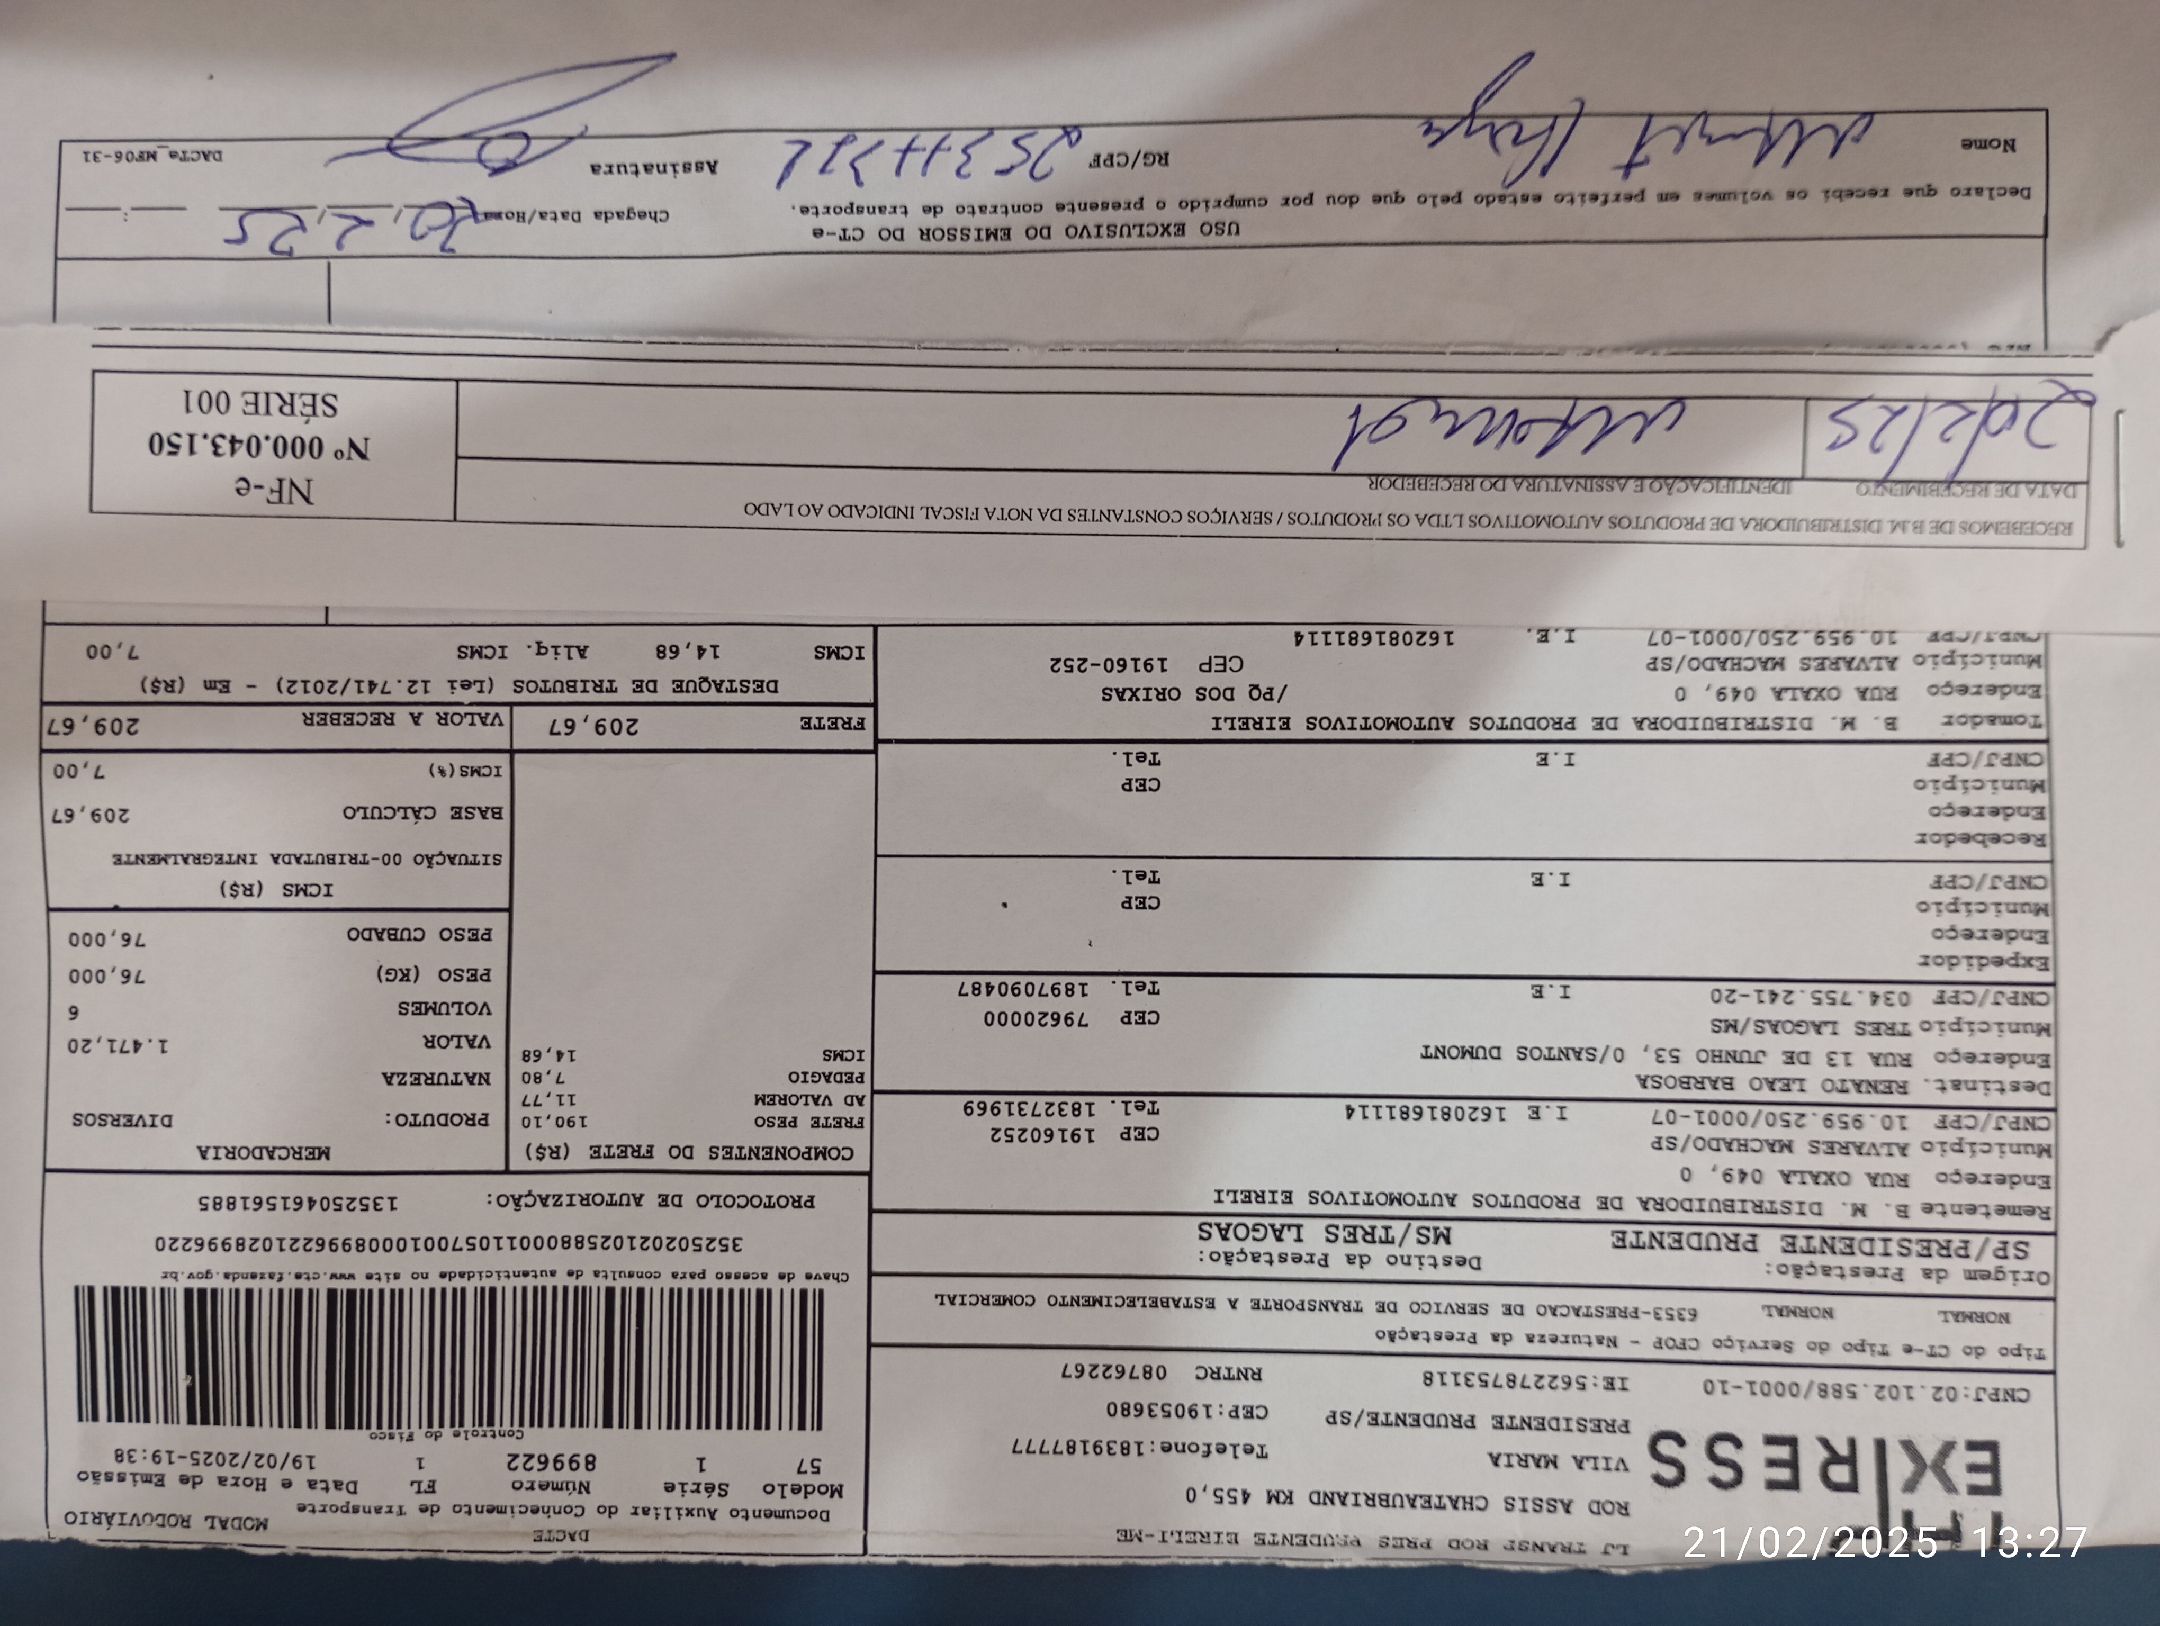 LJ TRANSP ROD PRES PRUDENTE EIRELI-ME
EXPRESS
ROD ASSIS CHATEAUBRIAND KM 455,0
VILA MARIA Telefone:1839187777
PRESIDENTE PRUDENTE/SP CEP:19053680
CNPJ:02.102.588/0001-10 IE:562278753118 RNTRC 08762267
DACTE
Documento Auxiliar do Conhecimento de Transporte
MODAL RODOVIÁRIO
Modelo Série Número FL Data e Hora de Emissão
57 1 899622 1 19/02/2025-19:38
Controle do Fisco
Chave de acesso para consulta de autenticidade no site www.cte.fazenda.gov.br
35250202102588000110570010008996221028996220
PROTOCOLO DE AUTORIZAÇÃO: 135250461561885
Tipo do CT-e Tipo do Serviço CFOP - Natureza da Prestação
NORMAL NORMAL 6353-PRESTACAO DE SERVICO DE TRANSPORTE A ESTABELECIMENTO COMERCIAL
Origem da Prestação: Destino da Prestação:
SP/PRESIDENTE PRUDENTE MS/TRES LAGOAS
Remetente B. M. DISTRIBUIDORA DE PRODUTOS AUTOMOTIVOS EIRELI
Endereço RUA OXALA 049, 0
Município ALVARES MACHADO/SP CEP 19160252
CNPJ/CPF 10.959.250/0001-07 I.E 162081681114 Tel. 1832731969
Destinat. RENATO LEAO BARBOSA
Endereço RUA 13 DE JUNHO 53, 0/SANTOS DUMONT
Município TRES LAGOAS/MS CEP 79620000
CNPJ/CPF 034.755.241-20 I.E Tel. 1897090487
Expedidor
Endereço
Município CEP
CNPJ/CPF I.E Tel.
Recebedor
Endereço
Município CEP
CNPJ/CPF I.E Tel.
Tomador B. M. DISTRIBUIDORA DE PRODUTOS AUTOMOTIVOS EIRELI
Endereço RUA OXALA 049, 0 /PQ DOS ORIXAS
Município ALVARES MACHADO/SP CEP 19160-252
CNPJ/CPF 10.959.250/0001-07 I.E. 162081681114
COMPONENTES DO FRETE (R$)
FRETE PESO 190,10
AD VALOREM 11,77
PEDAGIO 7,80
ICMS 14,68
MERCADORIA
PRODUTO: DIVERSOS
NATUREZA
VALOR 1.471,20
VOLUMES 6
PESO (KG) 76,000
PESO CUBADO 76,000
ICMS (R$)
SITUAÇÃO 00-TRIBUTADA INTEGRALMENTE
BASE CÁLCULO 209,67
ICMS(%) 7,00
FRETE 209,67 VALOR A RECEBER 209,67
DESTAQUE DE TRIBUTOS (Lei 12.741/2012) - Em (R$)
ICMS 14,68 Aliq. ICMS 7,00
RECEBEMOS DE B.M. DISTRIBUIDORA DE PRODUTOS AUTOMOTIVOS LTDA OS PRODUTOS / SERVIÇOS CONSTANTES DA NOTA FISCAL INDICADO AO LADO
DATA DE RECEBIMENTO IDENTIFICAÇÃO E ASSINATURA DO RECEBEDOR
20/2/25
NF-e
Nº 000.043.150
SÉRIE 001
USO EXCLUSIVO DO EMISSOR DO CT-e
Declaro que recebi os volumes em perfeito estado pelo que dou por cumprido o presente contrato de transporte.
Chegada Data/Hora 20,2,25 :
Nome RG/CPF Assinatura
DACTe_MF06-31
21/02/2025 13:27